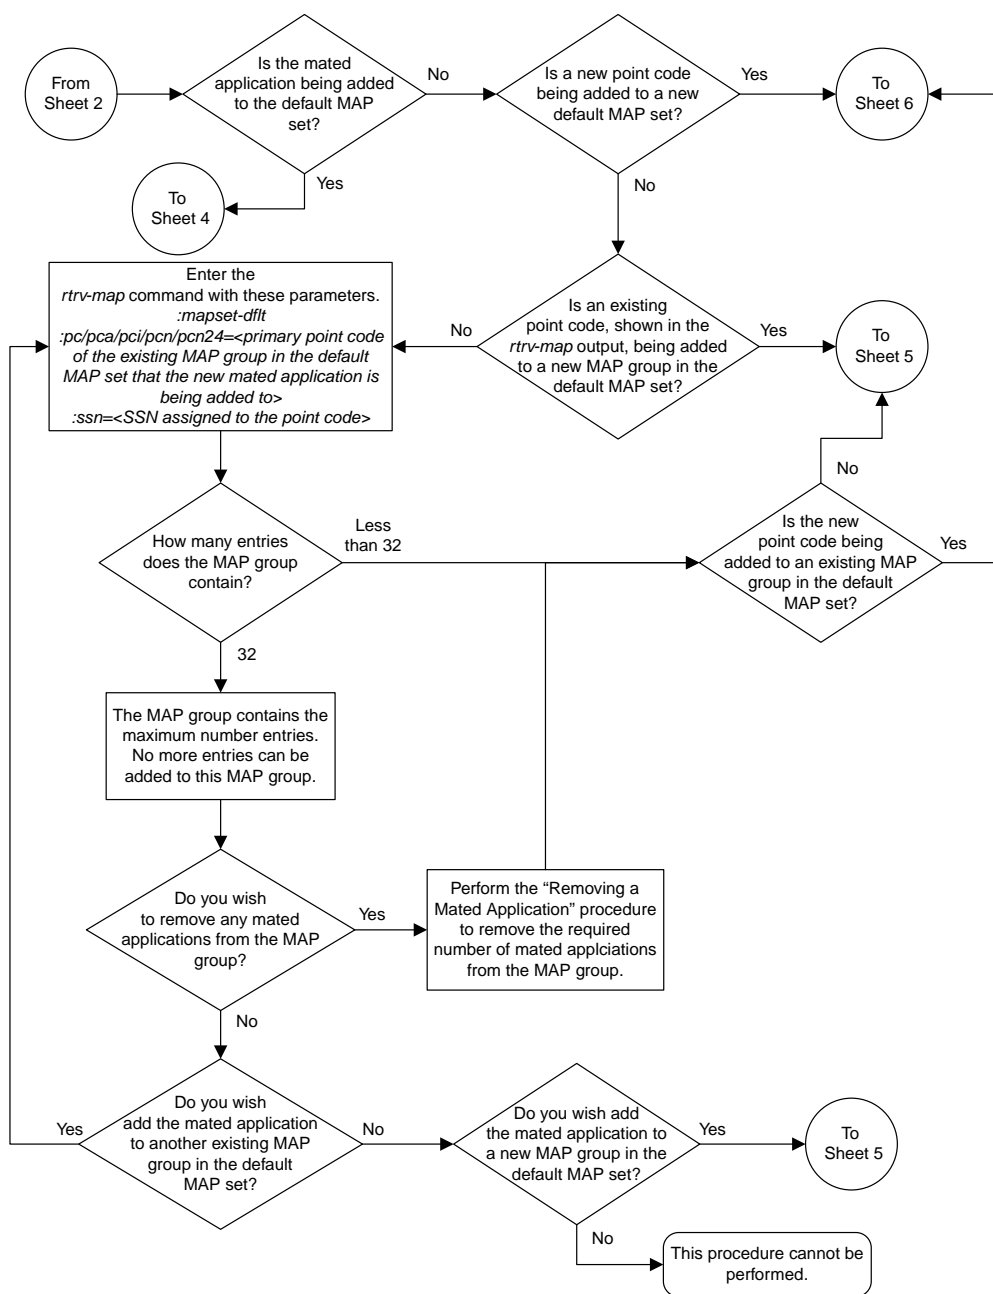 From
Sheet 2
Is the mated
application being added
to the default MAP
set?
No
Is a new point code
being added to a new
default MAP set?
Yes
To
Sheet 6
Yes
To
Sheet 4
No
Enter the
rtrv-map command with these parameters.
:mapset-dflt
:pc/pca/pci/pcn/pcn24=<primary point code
of the existing MAP group in the default
MAP set that the new mated application is
being added to>
:ssn=<SSN assigned to the point code>
No
Is an existing
point code, shown in the
rtrv-map output, being added
to a new MAP group in the
default MAP set?
Yes
To
Sheet 5
No
How many entries
does the MAP group
contain?
Less
than 32
Is the new
point code being
added to an existing MAP
group in the default
MAP set?
Yes
32
The MAP group contains the
maximum number entries.
No more entries can be
added to this MAP group.
Do you wish
to remove any mated
applications from the MAP
group?
Yes
Perform the “Removing a
Mated Application” procedure
to remove the required
number of mated applciations
from the MAP group.
No
Yes
Do you wish
add the mated application
to another existing MAP
group in the default
MAP set?
No
Do you wish add
the mated application to
a new MAP group in the
default MAP set?
Yes
To
Sheet 5
No
This procedure cannot be
performed.